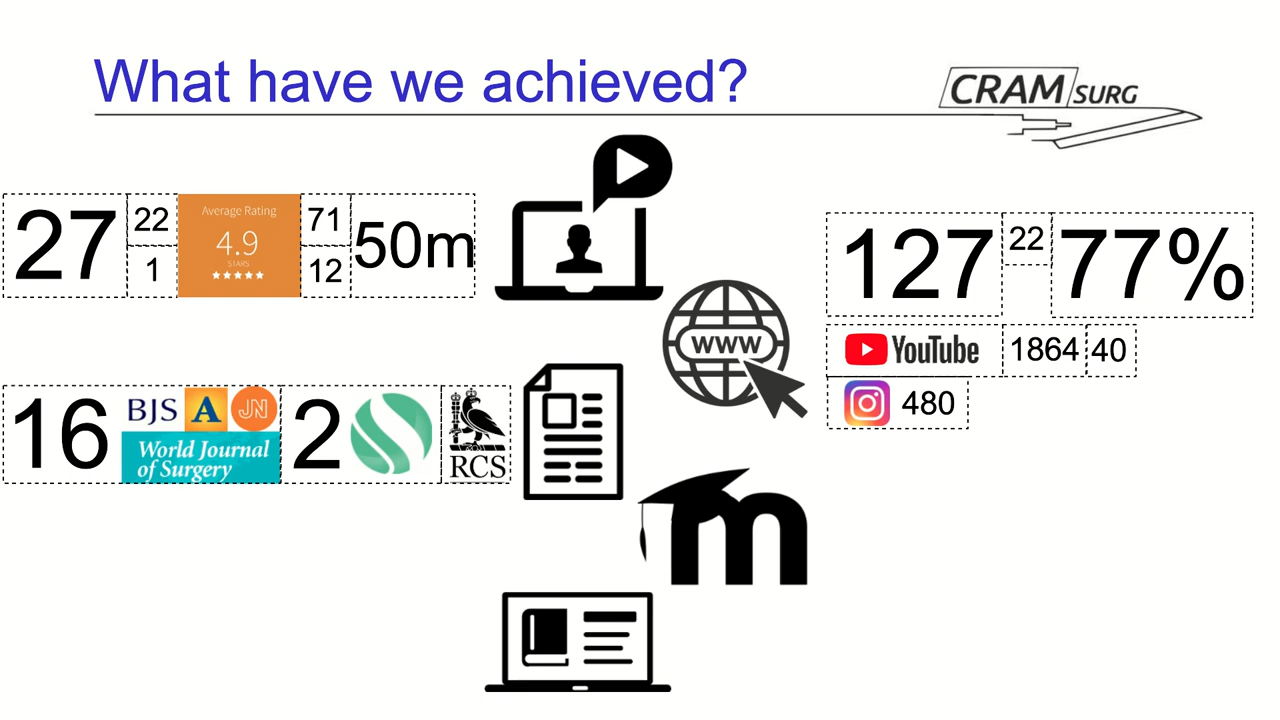 What have we achieved?
CRAM SURG
27
22
1
Average Rating
4.9
STARS
71
12
50m
127
22
77%
WWW
YouTube
1864
40
480
16
BJS
A
JN
World Journal
of Surgery
2
RCS
m